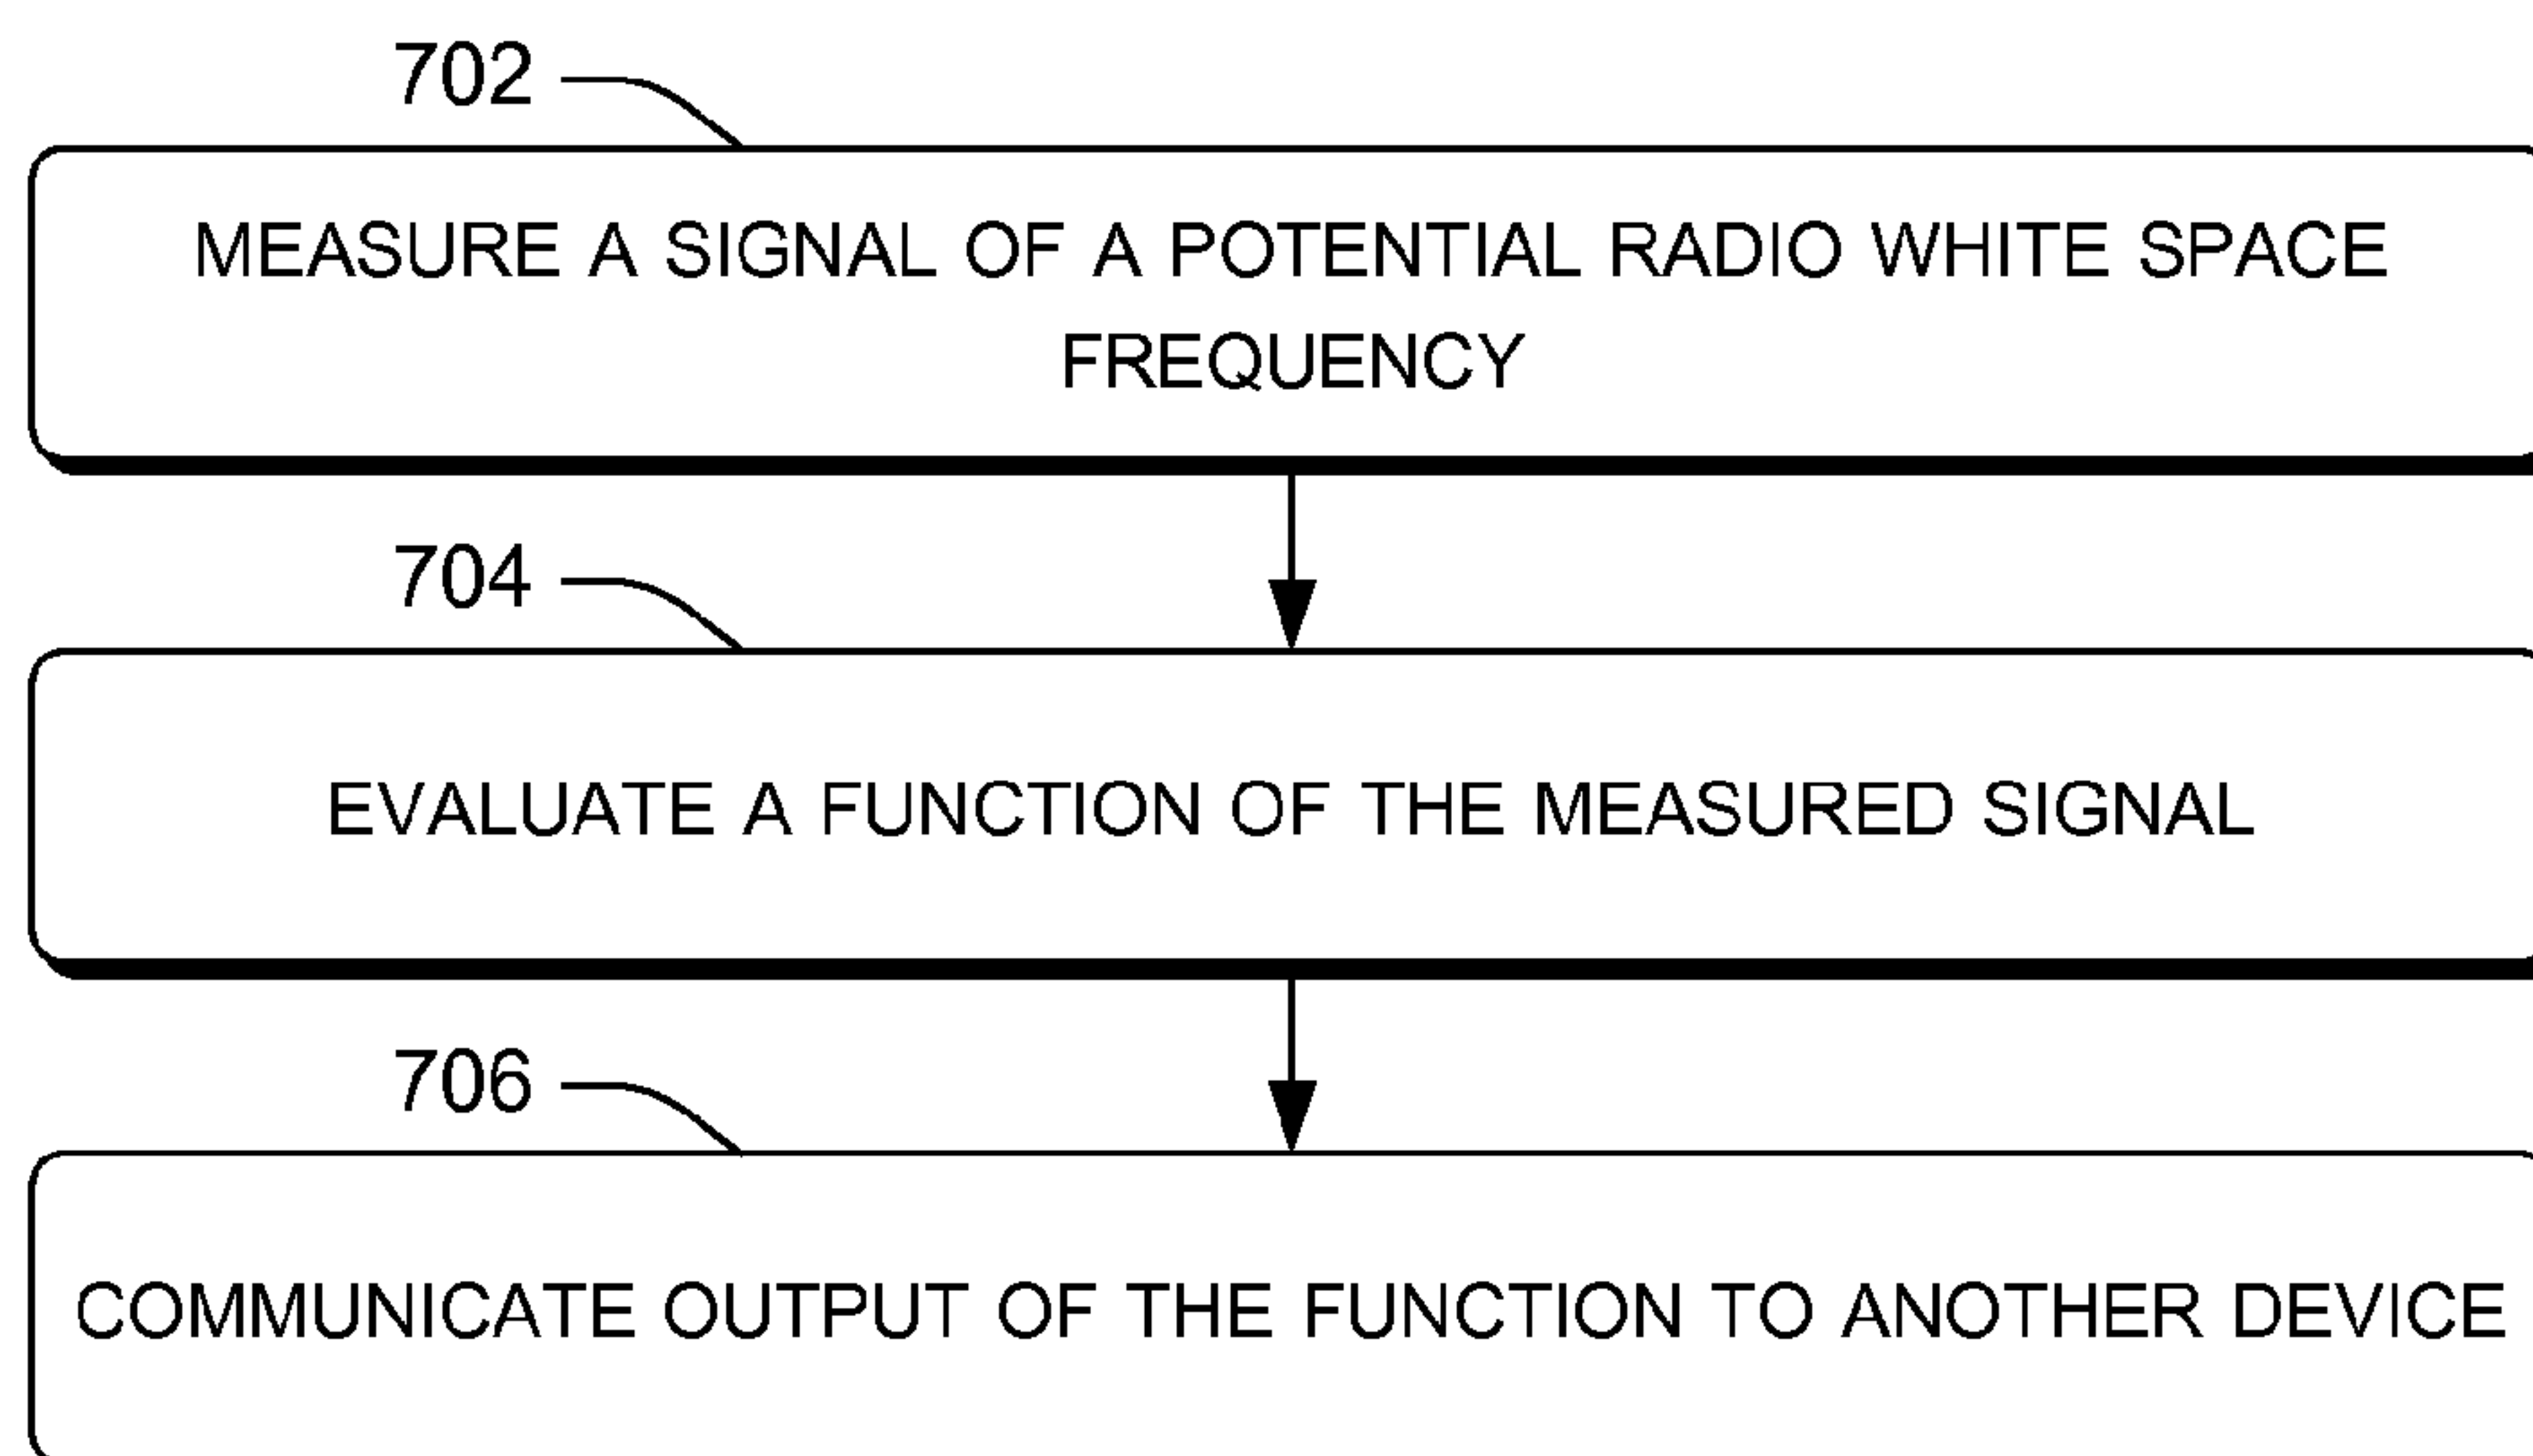 702
MEASURE A SIGNAL OF A POTENTIAL RADIO WHITE SPACE
FREQUENCY
704
EVALUATE A FUNCTION OF THE MEASURED SIGNAL
706
COMMUNICATE OUTPUT OF THE FUNCTION TO ANOTHER DEVICE